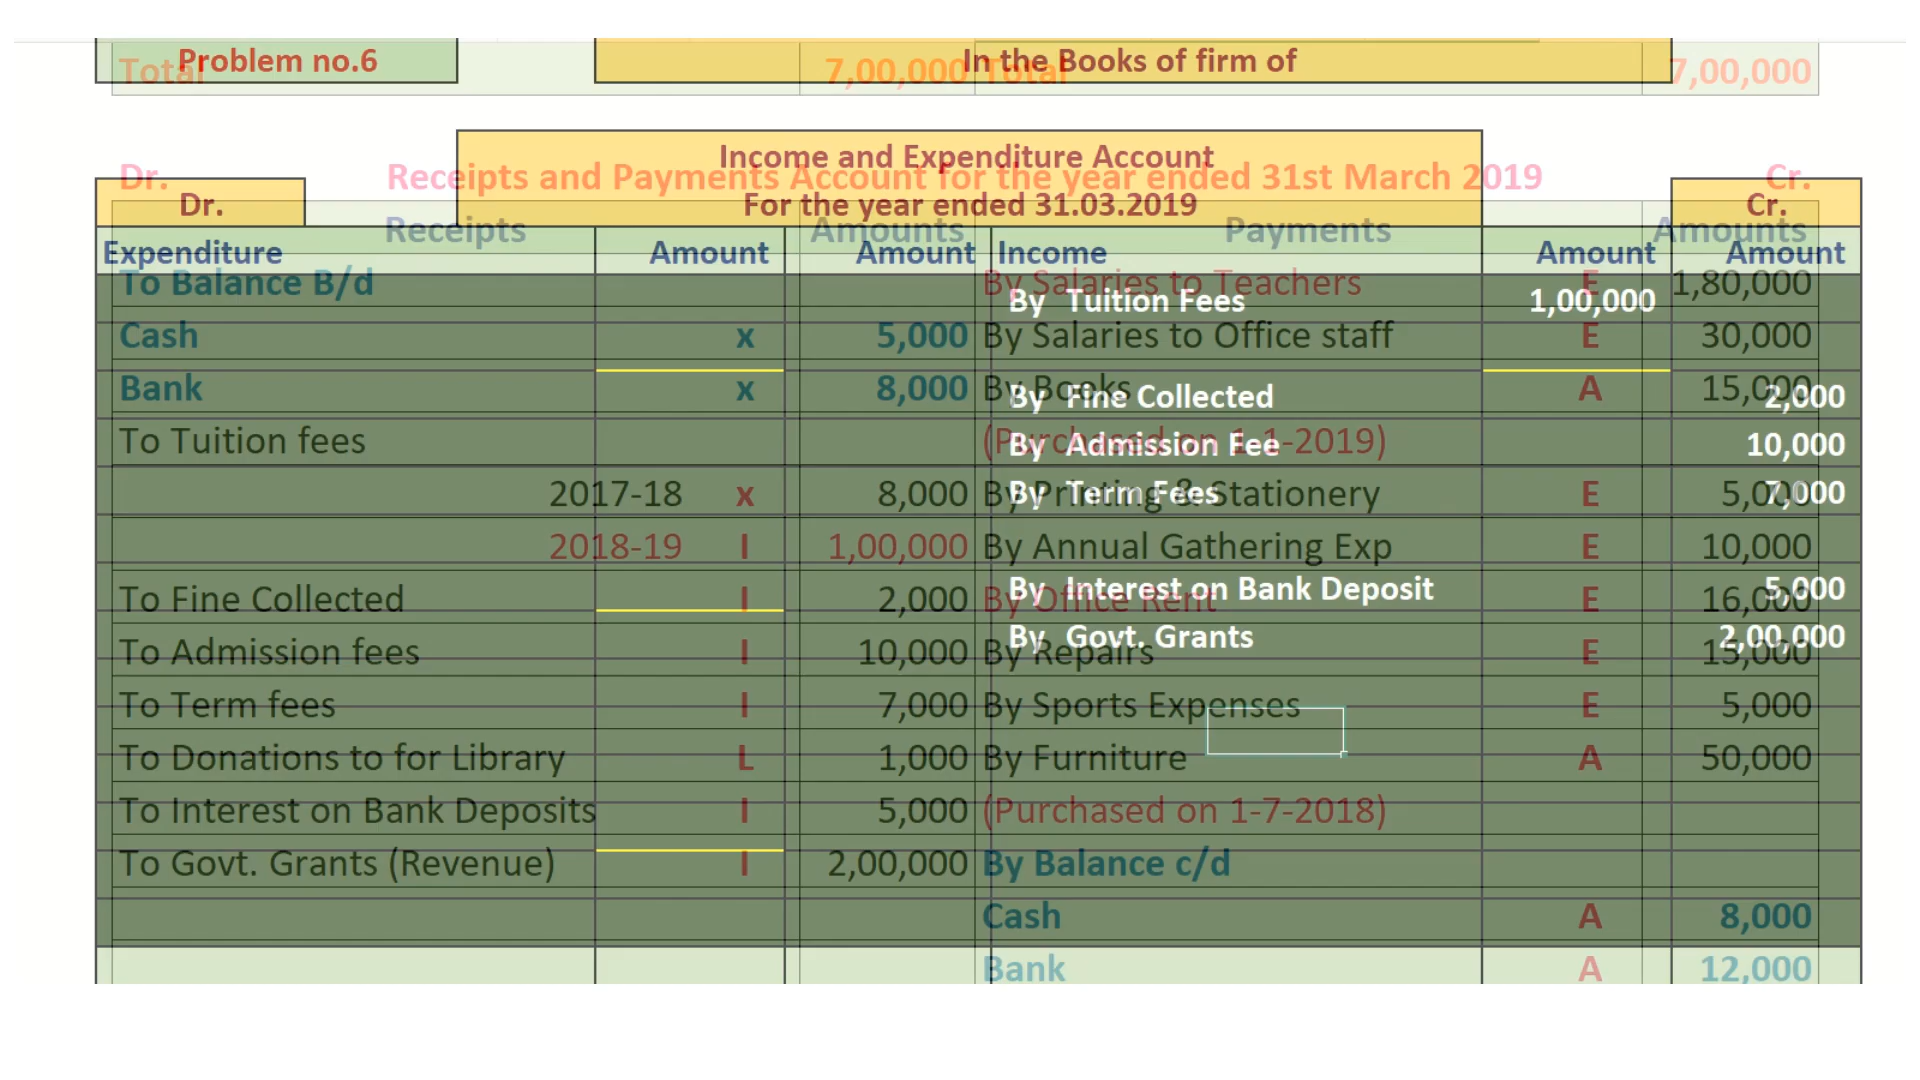 Problem no.6
In the Books of firm of
Total 7,00,000 Total 7,00,000
Income and Expenditure Account
For the year ended 31.03.2019
Dr. Cr.
Expenditure Amount Amount Income Amount Amount
By Tuition Fees 1,00,000
By Fine Collected 2,000
By Admission Fee 10,000
By Term Fees 7,000
By Interest on Bank Deposit 5,000
By Govt. Grants 2,00,000
Dr. Receipts and Payments Account for the year ended 31st March 2019 Cr.
Receipts Amounts Payments Amounts
To Balance B/d By Salaries to Teachers E 1,80,000
Cash x 5,000 By Salaries to Office staff E 30,000
Bank x 8,000 By Books A 15,000
To Tuition fees (Purchased on 1-1-2019)
2017-18 x 8,000 By Printing & Stationery E 5,000
2018-19 I 1,00,000 By Annual Gathering Exp E 10,000
To Fine Collected I 2,000 By Office Rent E 16,000
To Admission fees I 10,000 By Repairs E 15,000
To Term fees I 7,000 By Sports Expenses E 5,000
To Donations to for Library L 1,000 By Furniture A 50,000
To Interest on Bank Deposits I 5,000 (Purchased on 1-7-2018)
To Govt. Grants (Revenue) I 2,00,000 By Balance c/d
Cash A 8,000
Bank A 12,000